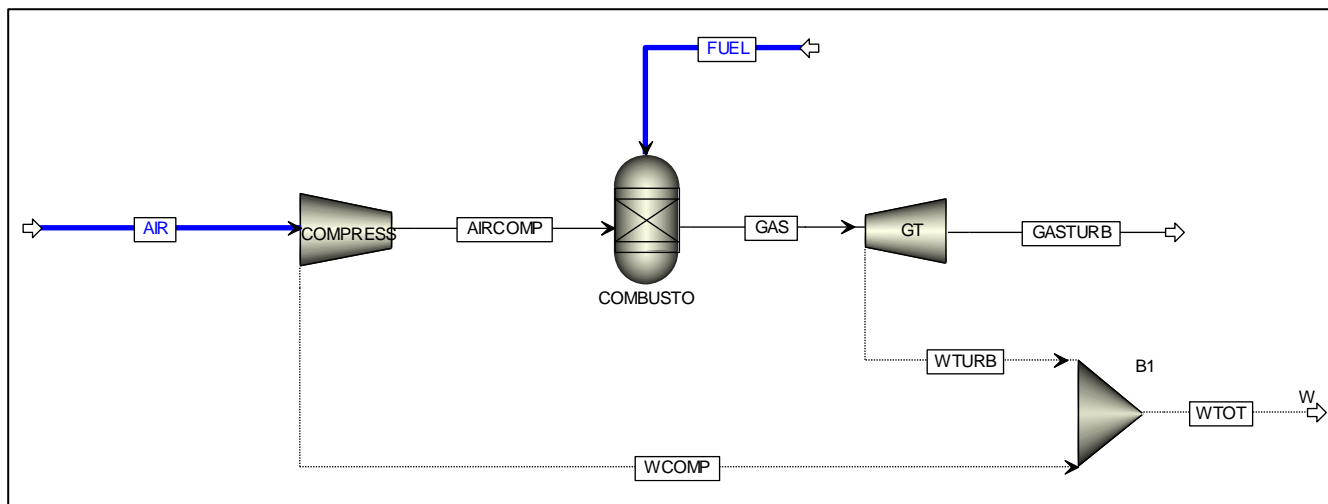 FUEL
AIR
COMPRESS
AIRCOMP
GAS
GT
GASTURB
COMBUSTO
WTURB
B1
W
WTOT
WCOMP